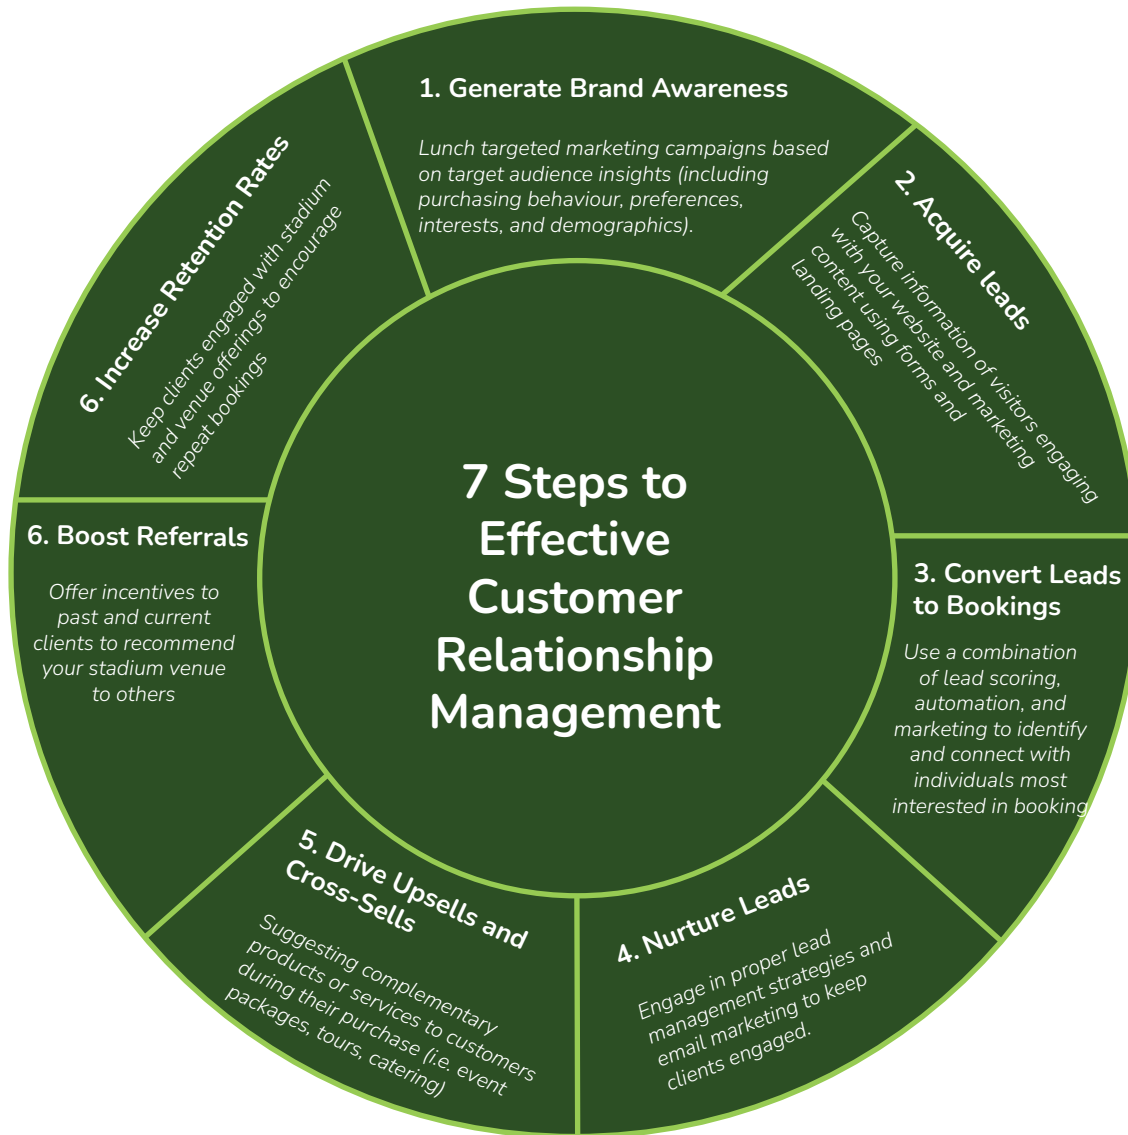 7 Steps to
Effective
Customer
Relationship
Management
1. Generate Brand Awareness
Lunch targeted marketing campaigns based
on target audience insights (including
purchasing behaviour, preferences,
interests, and demographics).
2. Acquire leads
Capture information of visitors engaging
with your website and marketing
content using forms and
landing pages
3. Convert Leads
to Bookings
Use a combination
of lead scoring,
automation, and
marketing to identify
and connect with
individuals most
interested in booking
4. Nurture Leads
Engage in proper lead
management strategies and
email marketing to keep
clients engaged.
5. Drive Upsells and
Cross-Sells
Suggesting complementary
products or services to customers
during their purchase (i.e. event
packages, tours, catering)
6. Boost Referrals
Offer incentives to
past and current
clients to recommend
your stadium venue
to others
6. Increase Retention Rates
Keep clients engaged with stadium
and venue offerings to encourage
repeat bookings